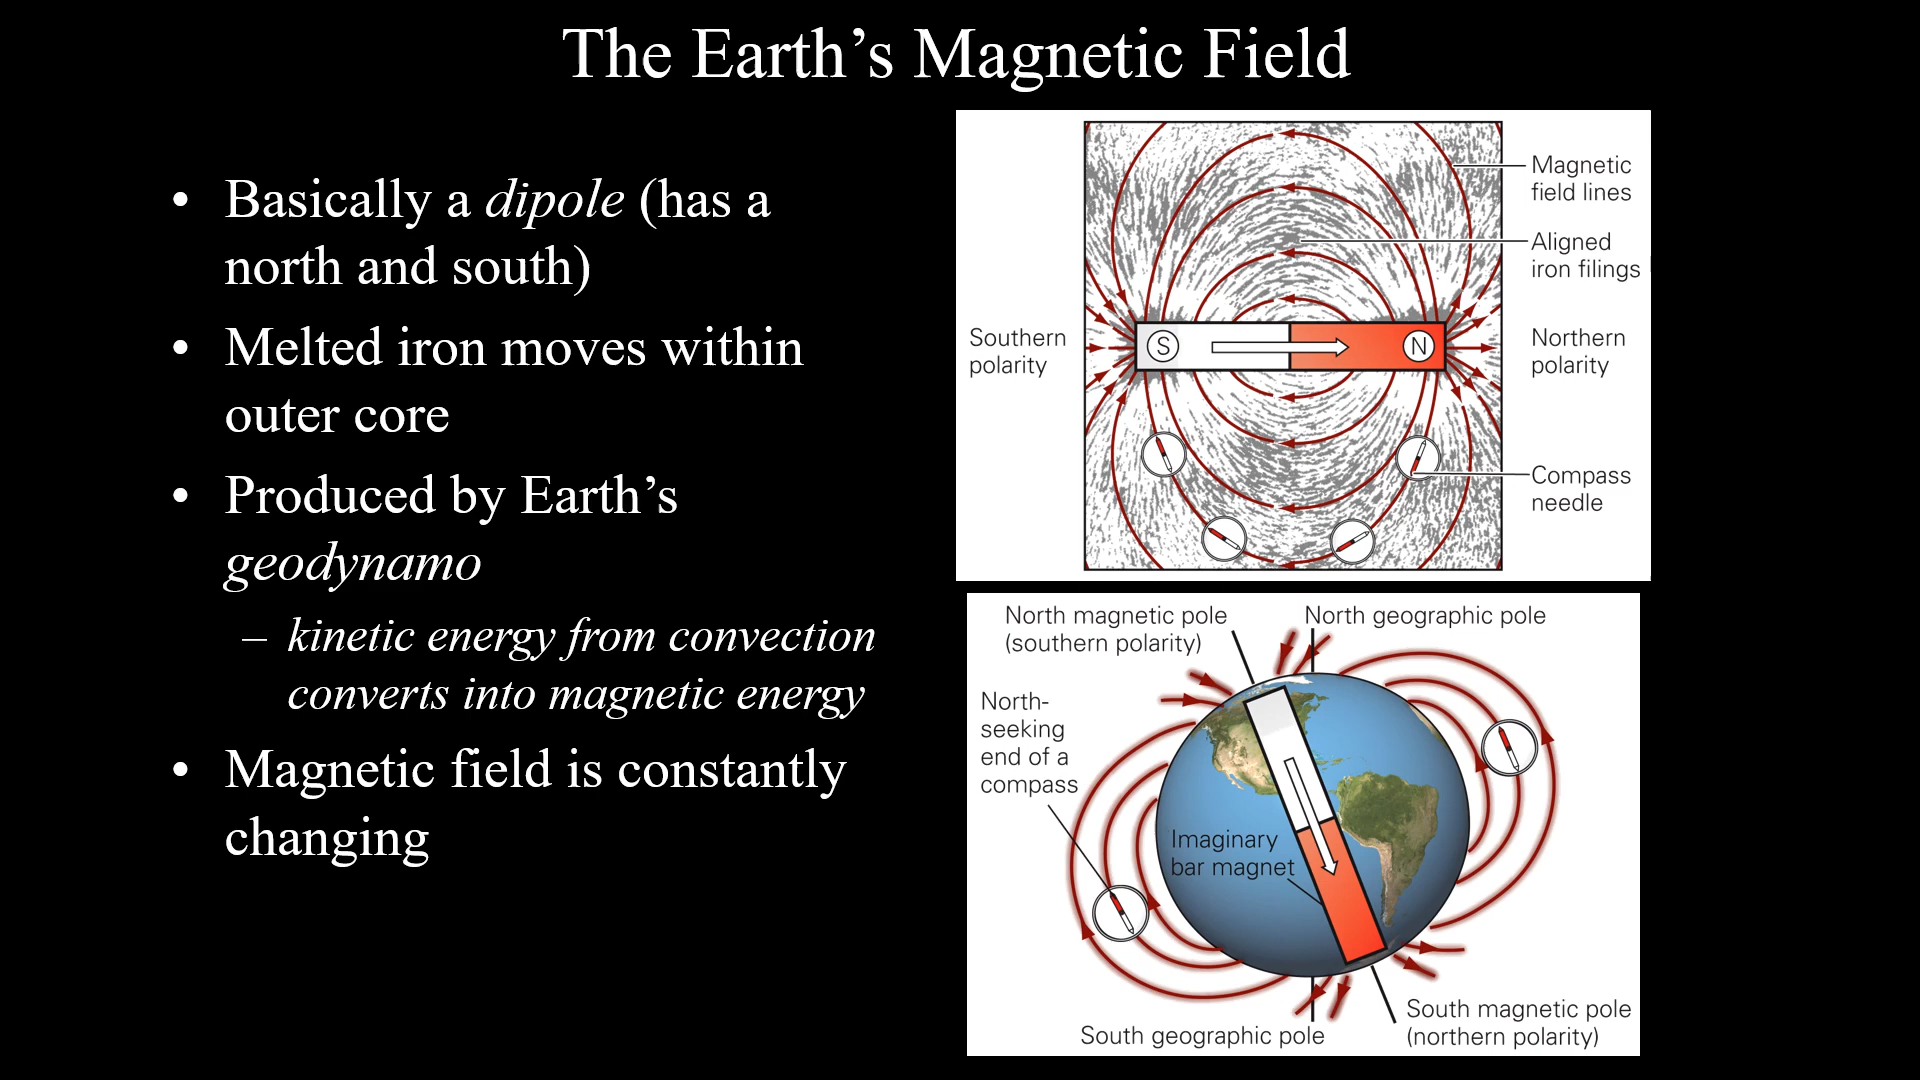 The Earth’s Magnetic Field
• Basically a dipole (has a
north and south)
• Melted iron moves within
outer core
• Produced by Earth’s
geodynamo
– kinetic energy from convection
converts into magnetic energy
• Magnetic field is constantly
changing
Magnetic
field lines
Aligned
iron filings
Southern
polarity
S
N
Northern
polarity
Compass
needle
North magnetic pole
(southern polarity)
North geographic pole
North-
seeking
end of a
compass
Imaginary
bar magnet
South geographic pole
South magnetic pole
(northern polarity)